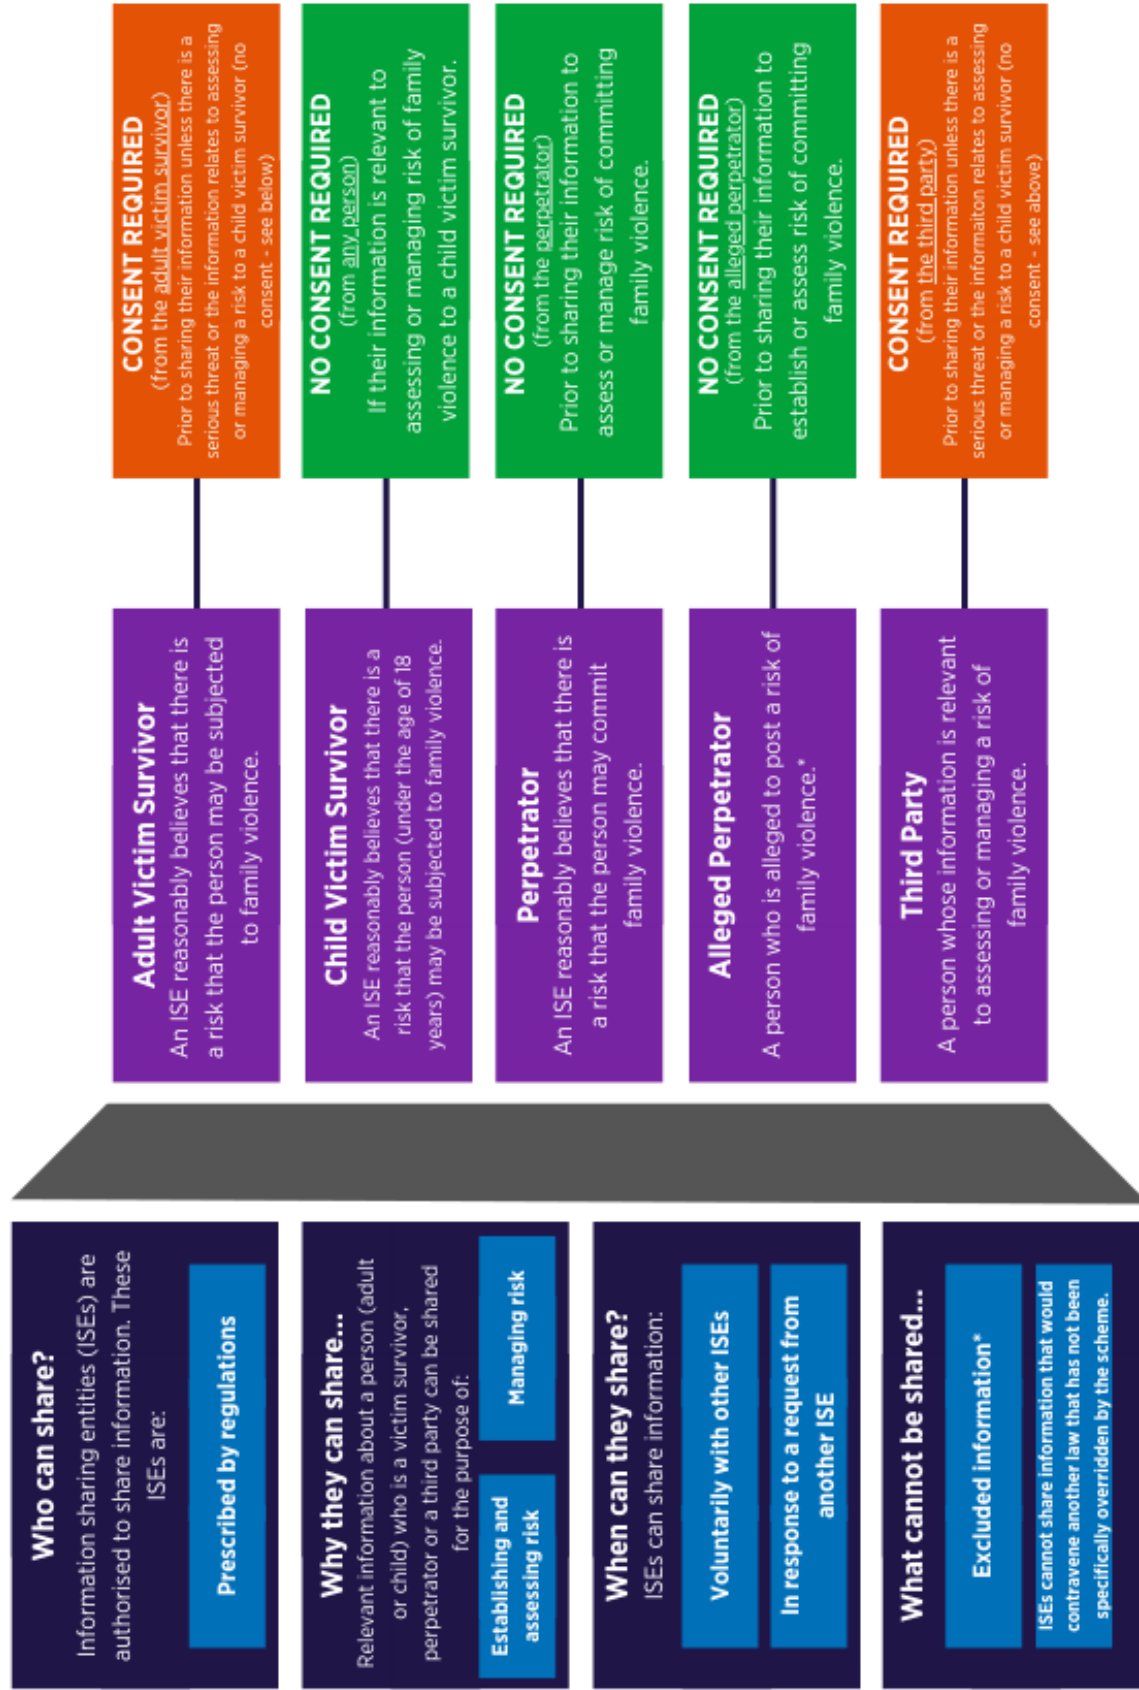 Who can share?
Information sharing entities (ISEs) are
authorised to share information. These
ISEs are:
Prescribed by regulations
Why they can share...
Relevant information about a person (adult
or child) who is a victim survivor,
perpetrator or a third party can be shared
for the purpose of:
Establishing and
assessing risk
Managing risk
When can they share?
ISEs can share information:
Voluntarily with other ISEs
In response to a request from
another ISE
What cannot be shared...
Excluded information*
ISEs cannot share information that would
contravene another law that has not been
specifically overridden by the scheme.
Adult Victim Survivor
An ISE reasonably believes that there is
a risk that the person may be subjected
to family violence.
CONSENT REQUIRED
(from the adult victim survivor)
Prior to sharing their information unless there is a
serious threat or the information relates to assessing
or managing a risk to a child victim survivor (no
consent - see below)
Child Victim Survivor
An ISE reasonably believes that there is a
risk that the person (under the age of 18
years) may be subjected to family violence.
NO CONSENT REQUIRED
(from any person)
If their information is relevant to
assessing or managing risk of family
violence to a child victim survivor.
Perpetrator
An ISE reasonably believes that there is
a risk that the person may commit
family violence.
NO CONSENT REQUIRED
(from the perpetrator)
Prior to sharing their information to
assess or manage risk of committing
family violence.
Alleged Perpetrator
A person who is alleged to post a risk of
family violence.*
NO CONSENT REQUIRED
(from the alleged perpetrator)
Prior to sharing their information to
establish or assess risk of committing
family violence.
Third Party
A person whose information is relevant
to assessing or managing a risk of
family violence.
CONSENT REQUIRED
(from the third party)
Prior to sharing their information unless there is a
serious threat or the informaiton relates to assessing
or managing a risk to a child victim survivor (no
consent - see above)